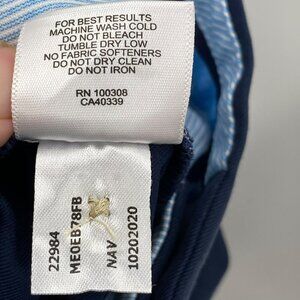 FOR BEST RESULTS
MACHINE WASH COLD
DO NOT BLEACH
TUMBLE DRY LOW
NO FABRIC SOFTENERS
DO NOT DRY CLEAN
DO NOT IRON
RN 100308
CA40339
22984
ME0EB78FB
NAV
10202020